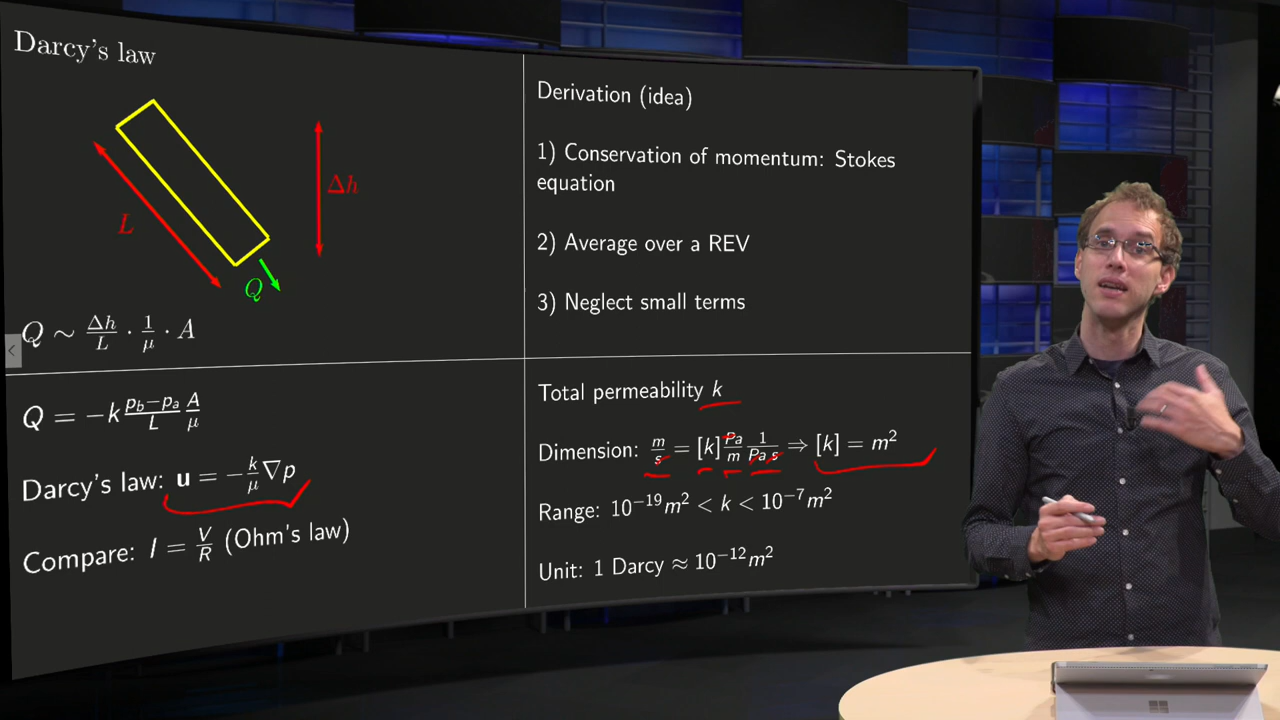 Darcy's law
L
Δh
Q
Q ∼ Δh/L · 1/μ · A
Derivation (idea)
1) Conservation of momentum: Stokes
equation
2) Average over a REV
3) Neglect small terms
Q = −k (p_b−p_a)/L A/μ
Darcy's law: u = −k/μ ∇p
Compare: I = V/R (Ohm's law)
Total permeability k
Dimension: m/s = [k] Pa/m 1/(Pa s) ⇒ [k] = m²
Range: 10⁻¹⁹m² < k < 10⁻⁷m²
Unit: 1 Darcy ≈ 10⁻¹²m²